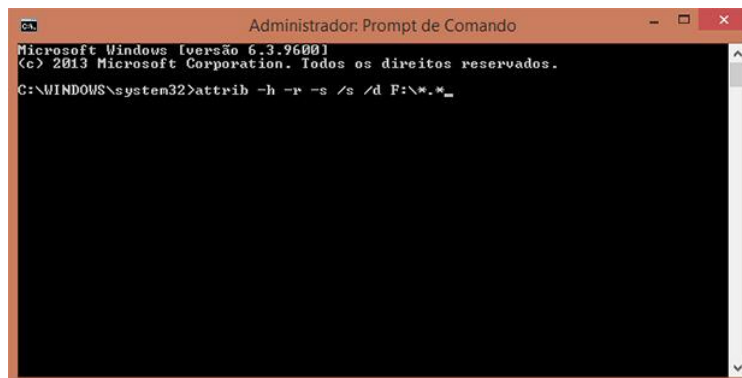 Administrador: Prompt de Comando
Microsoft Windows [versão 6.3.9600]
(c) 2013 Microsoft Corporation. Todos os direitos reservados.
C:\WINDOWS\system32>attrib -h -r -s /s /d F:\*.*_